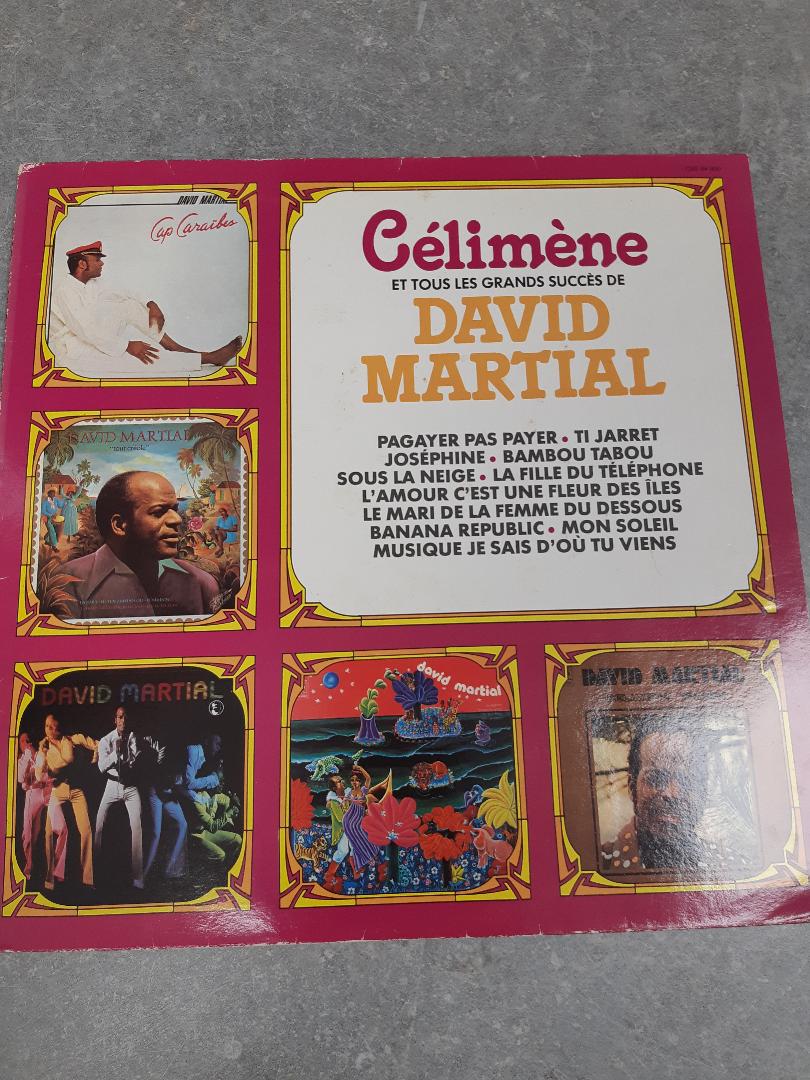 DAVID MARTIAL
Cap Caraïbes
Célimène
ET TOUS LES GRANDS SUCCÈS DE
DAVID
MARTIAL
PAGAYER PAS PAYER • TI JARRET
JOSÉPHINE • BAMBOU TABOU
SOUS LA NEIGE • LA FILLE DU TÉLÉPHONE
L'AMOUR C'EST UNE FLEUR DES ÎLES
LE MARI DE LA FEMME DU DESSOUS
BANANA REPUBLIC • MON SOLEIL
MUSIQUE JE SAIS D'OÙ TU VIENS
DAVID MARTIAL
DAVID MARTIAL
david martial
DAVID MARTIAL